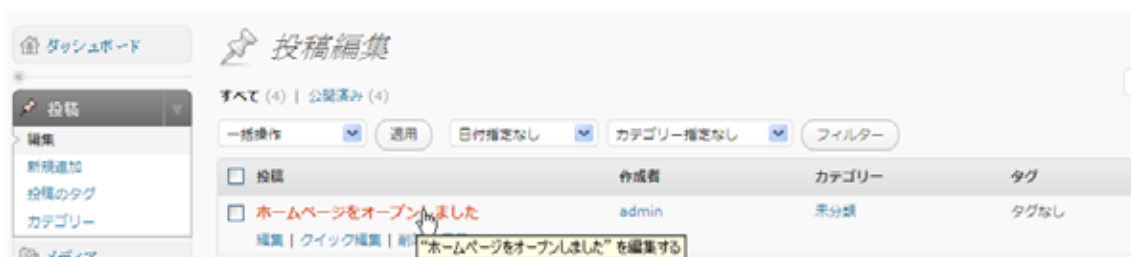 ダッシュボード
投稿編集
すべて (4) | 公開済み (4)
投稿
編集
新規追加
投稿のタグ
カテゴリー
メディア
一括操作 適用 日付指定なし カテゴリー指定なし フィルター
投稿 作成者 カテゴリー タグ
ホームページをオープンしました admin 未分類 タグなし
編集 | クイック編集 | 削
"ホームページをオープンしました" を編集する